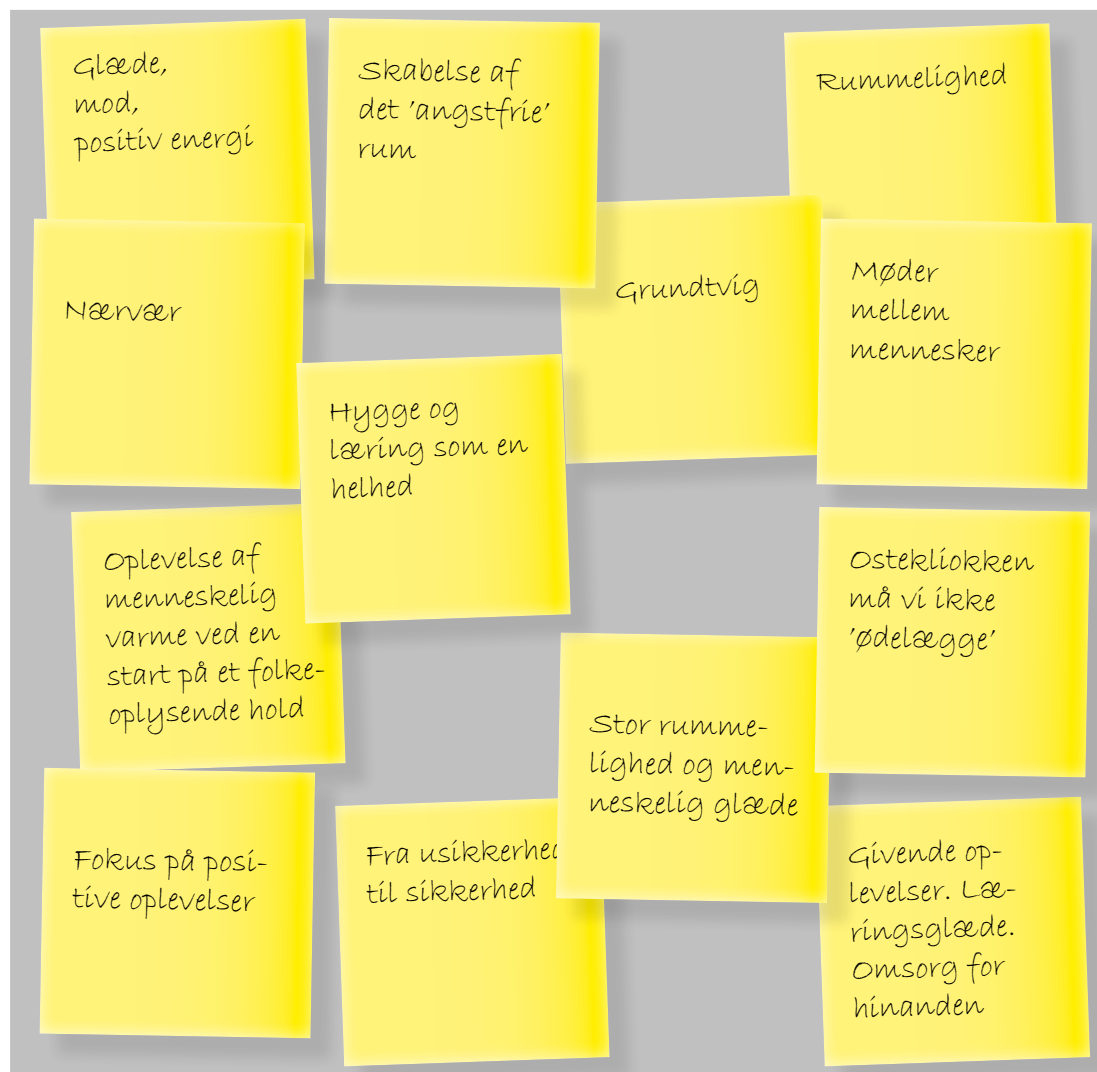 Glæde,
mod,
positiv energi
Skabelse af
det 'angstfrie'
rum
Rummelighed
Nærvær
Grundtvig
Møder
mellem
mennesker
Hygge og
læring som en
helhed
Oplevelse af
menneskelig
varme ved en
start på et folke-
oplysende hold
Ostekliokken
må vi ikke
'ødelægge'
Stor rumme-
lighed og men-
neskelig glæde
Fokus på posi-
tive oplevelser
Fra usikkerhed
til sikkerhed
Givende op-
levelser. Læ-
ringsglæde.
Omsorg for
hinanden